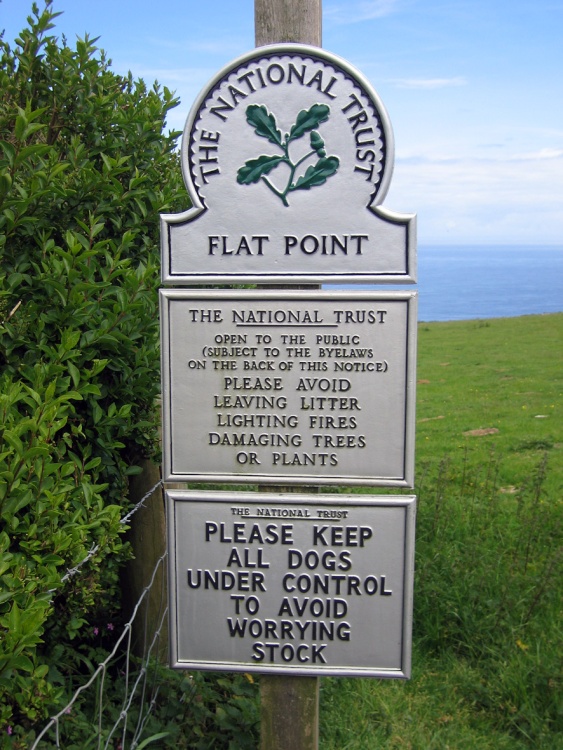 THE NATIONAL TRUST
FLAT POINT
THE NATIONAL TRUST
OPEN TO THE PUBLIC
(SUBJECT TO THE BYELAWS
ON THE BACK OF THIS NOTICE)
PLEASE AVOID
LEAVING LITTER
LIGHTING FIRES
DAMAGING TREES
OR PLANTS
THE NATIONAL TRUST
PLEASE KEEP
ALL DOGS
UNDER CONTROL
TO AVOID
WORRYING
STOCK